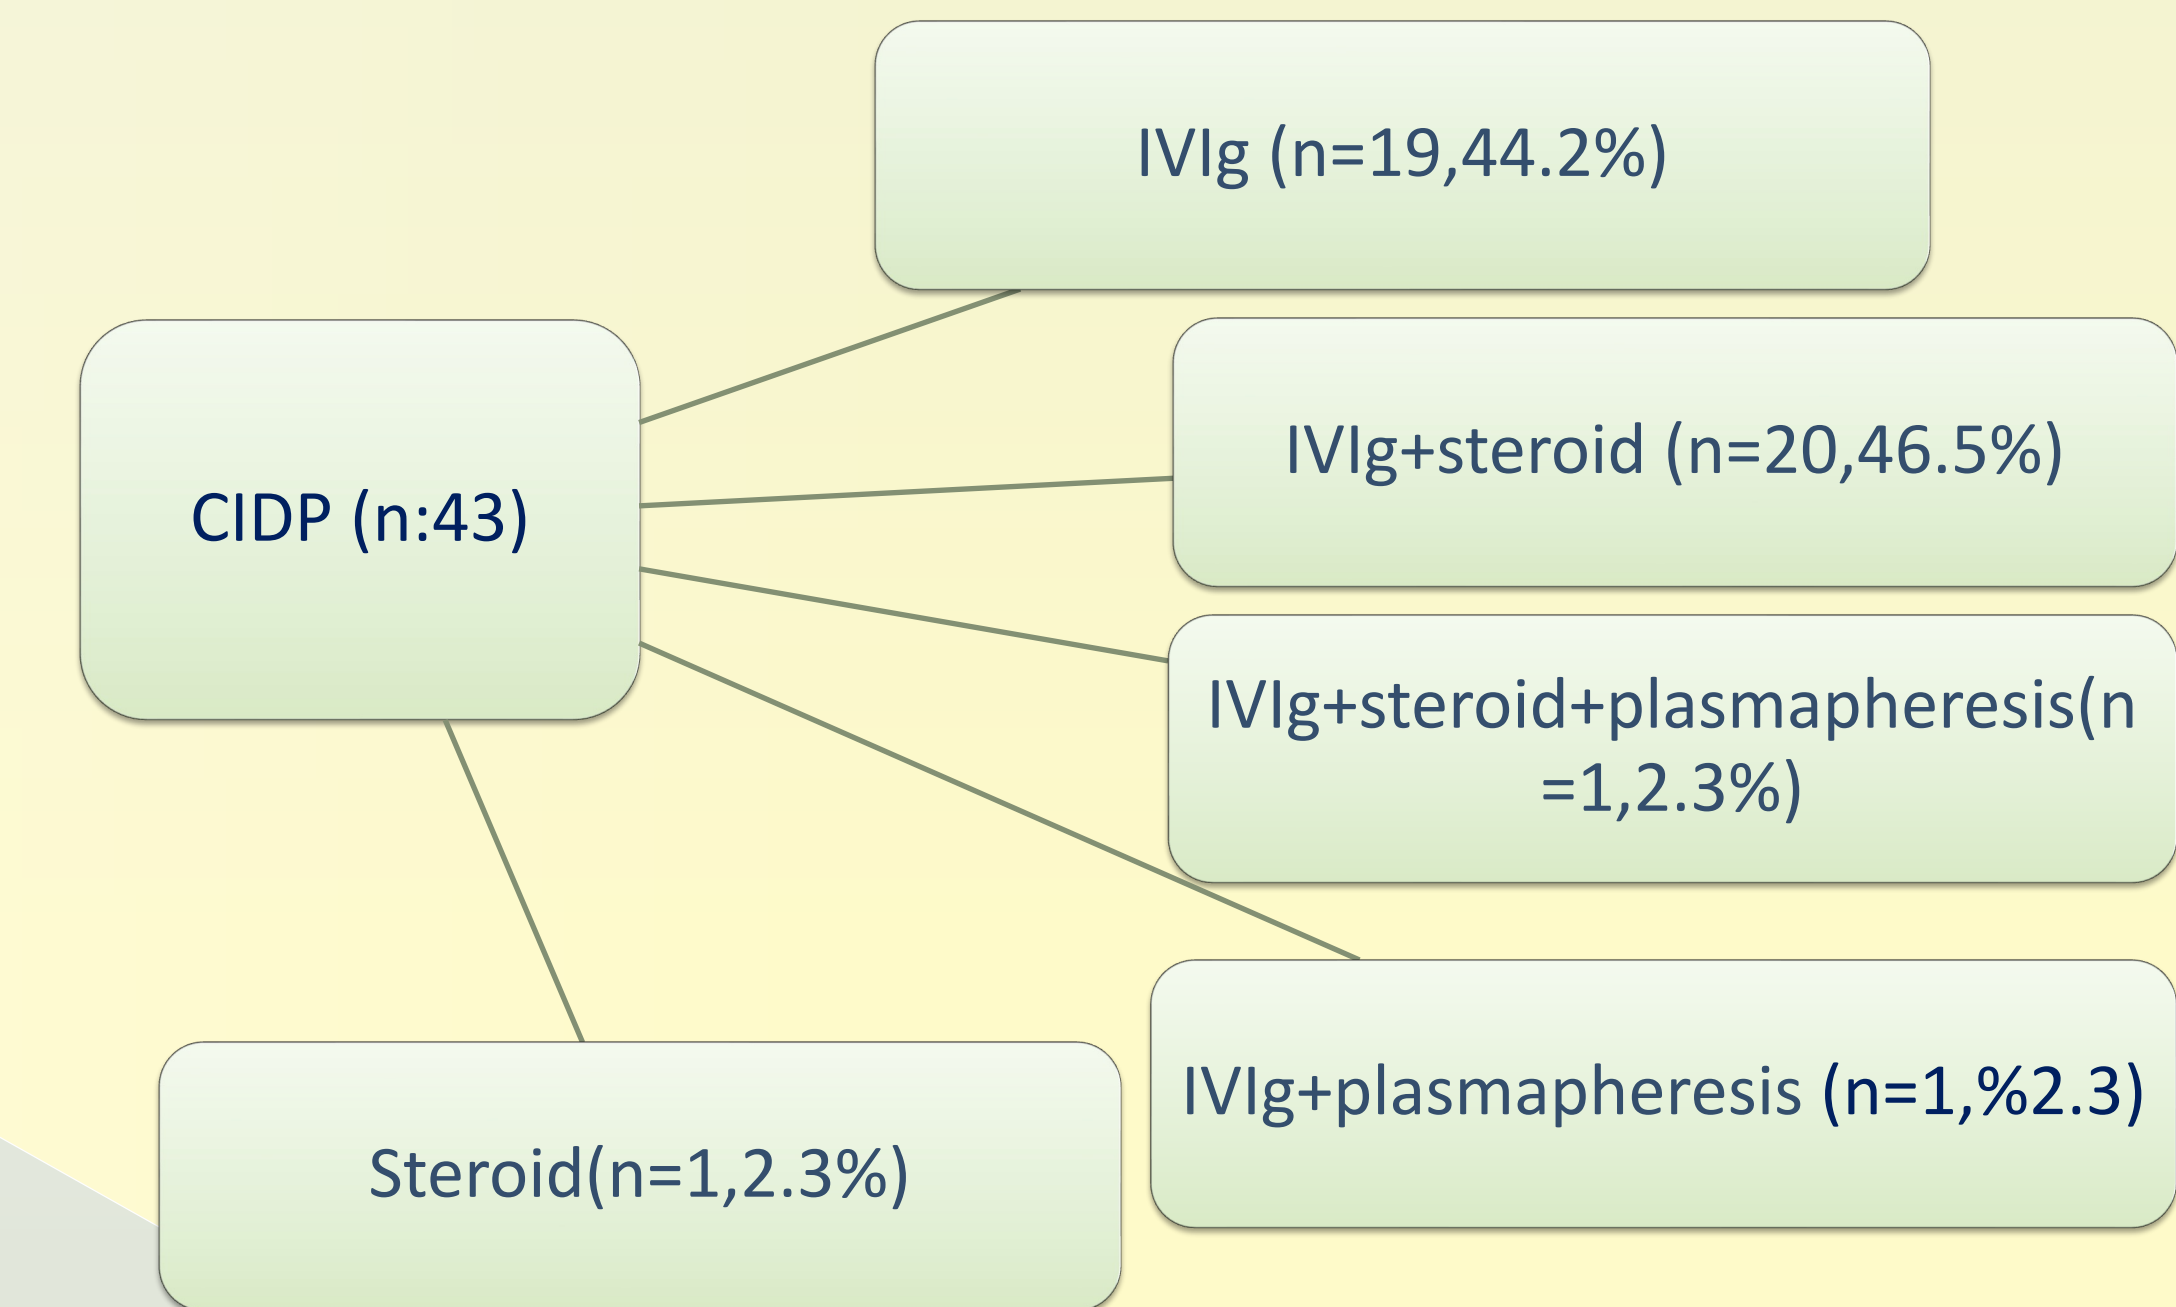 IVIg (n=19,44.2%)
CIDP (n:43)
IVIg+steroid (n=20,46.5%)
IVIg+steroid+plasmapheresis(n
=1,2.3%)
IVIg+plasmapheresis (n=1,%2.3)
Steroid(n=1,2.3%)